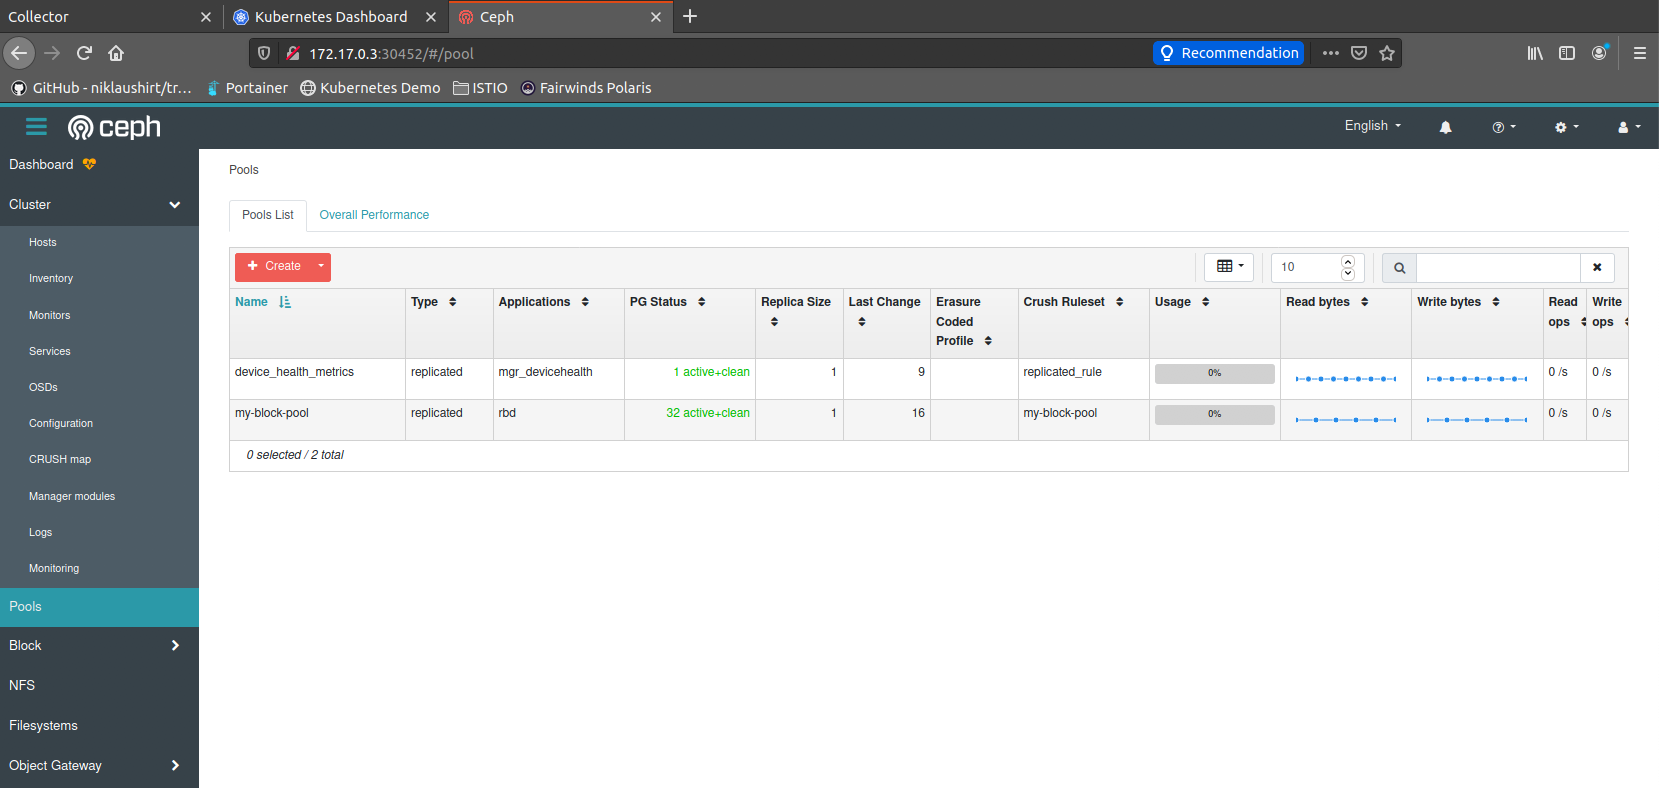 Collector
Kubernetes Dashboard
Ceph
172.17.0.3:30452/#/pool
Recommendation
GitHub - niklaushirt/tr…
Portainer
Kubernetes Demo
ISTIO
Fairwinds Polaris
ceph
English
Dashboard
Cluster
Hosts
Inventory
Monitors
Services
OSDs
Configuration
CRUSH map
Manager modules
Logs
Monitoring
Pools
Block
NFS
Filesystems
Object Gateway
Pools
Pools List Overall Performance
Create
10
Name Type Applications PG Status Replica Size Last Change Erasure Coded Profile Crush Ruleset Usage Read bytes Write bytes Read ops Write ops
device_health_metrics replicated mgr_devicehealth 1 active+clean 1 9 replicated_rule 0% 0 /s 0 /s
my-block-pool replicated rbd 32 active+clean 1 16 my-block-pool 0% 0 /s 0 /s
0 selected / 2 total